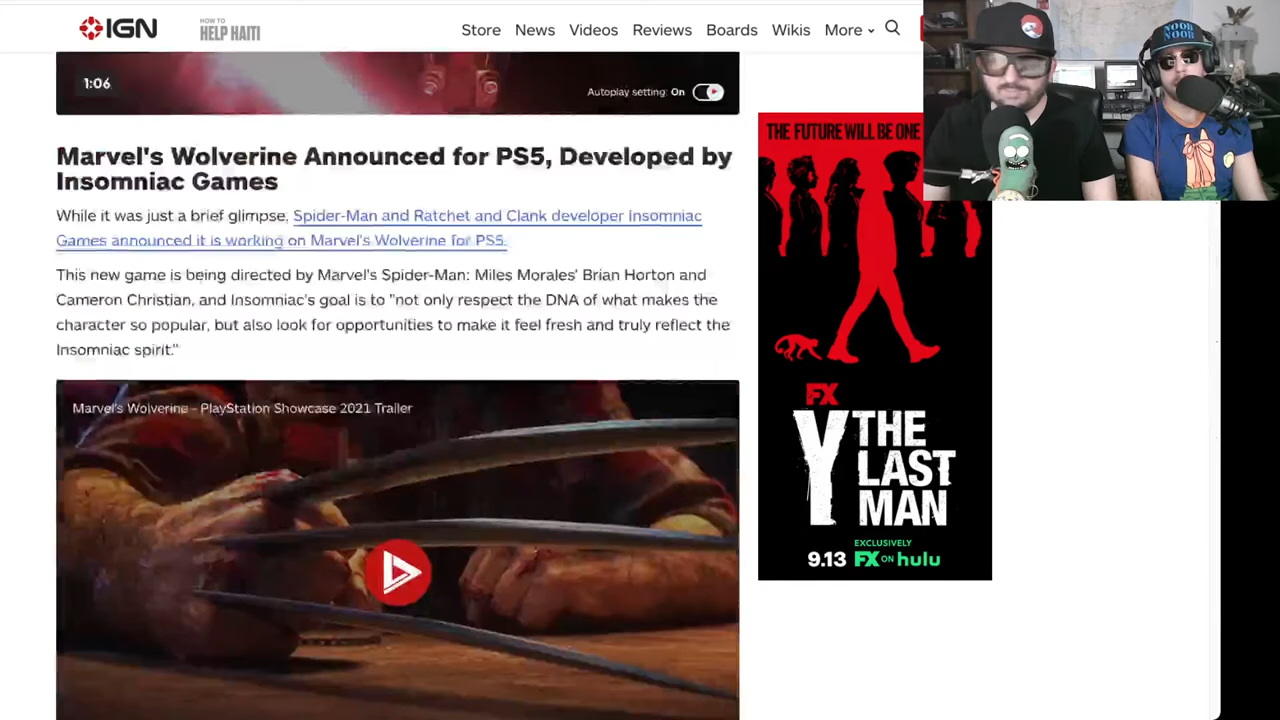 IGN
HOW TO
HELP HAITI
Store News Videos Reviews Boards Wikis More
1:06
Autoplay setting: On
Marvel's Wolverine Announced for PS5, Developed by
Insomniac Games
While it was just a brief glimpse, Spider-Man and Ratchet and Clank developer Insomniac
Games announced it is working on Marvel's Wolverine for PS5.
This new game is being directed by Marvel's Spider-Man: Miles Morales' Brian Horton and
Cameron Christian, and Insomniac's goal is to "not only respect the DNA of what makes the
character so popular, but also look for opportunities to make it feel fresh and truly reflect the
Insomniac spirit."
Marvel's Wolverine - PlayStation Showcase 2021 Trailer
THE FUTURE WILL BE ONE
FX
Y THE
LAST
MAN
EXCLUSIVELY
9.13 FX ON hulu
NOOB
NOOB